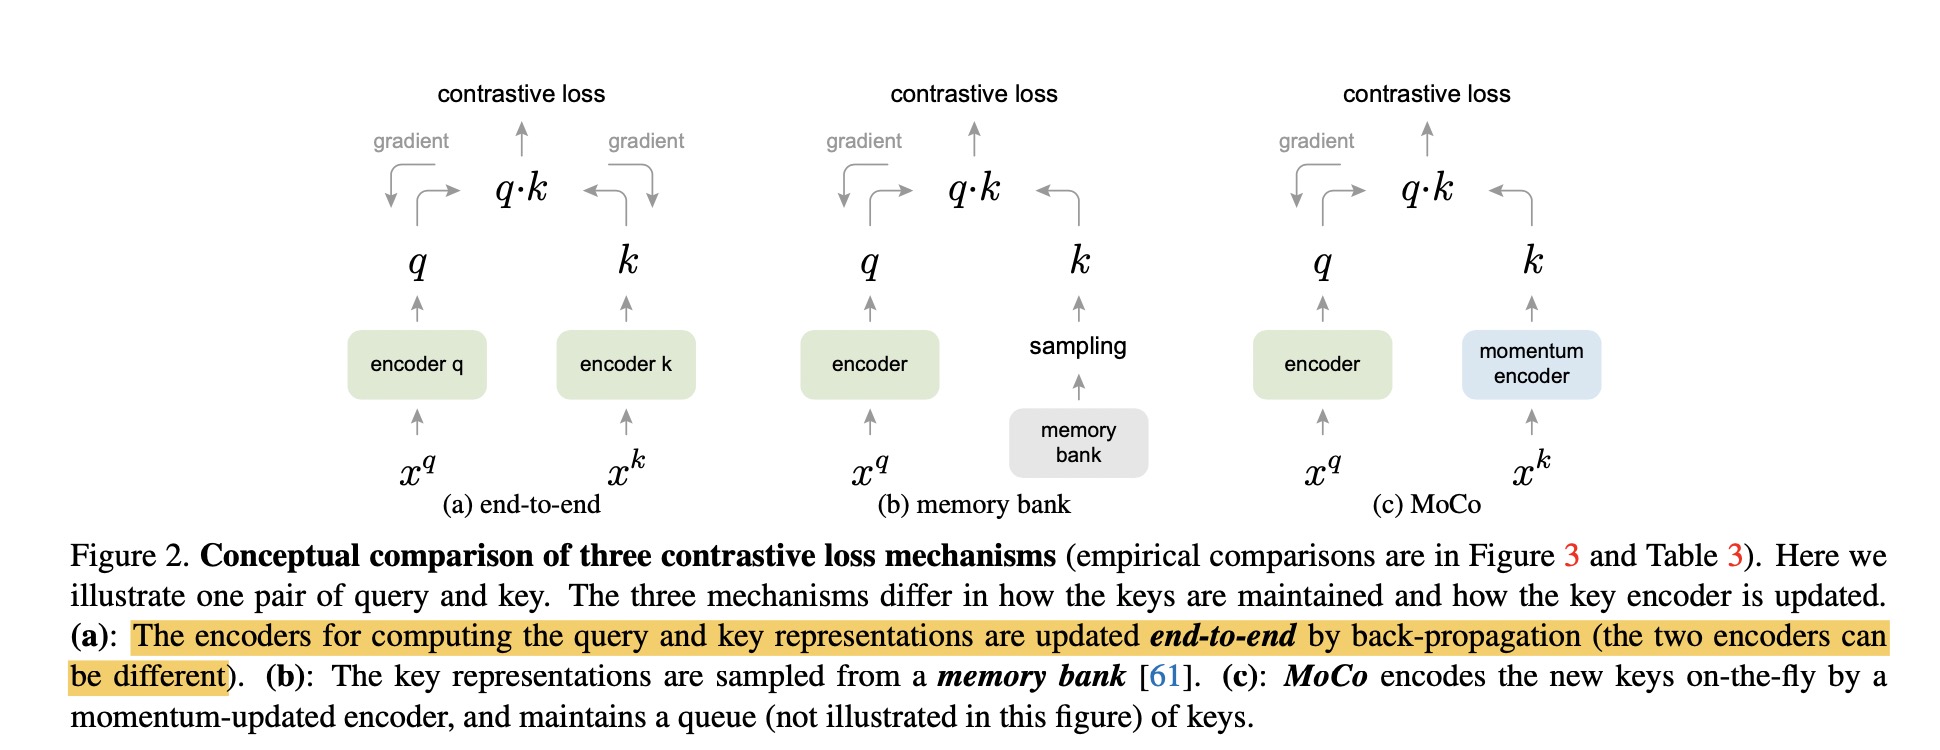 contrastive loss contrastive loss contrastive loss
gradient gradient gradient gradient
q·k q·k q·k
q k q k q k
sampling
encoder q encoder k encoder encoder momentum encoder
memory bank
x^q x^k x^q x^q x^k
(a) end-to-end (b) memory bank (c) MoCo
Figure 2. Conceptual comparison of three contrastive loss mechanisms (empirical comparisons are in Figure 3 and Table 3). Here we
illustrate one pair of query and key. The three mechanisms differ in how the keys are maintained and how the key encoder is updated.
(a): The encoders for computing the query and key representations are updated end-to-end by back-propagation (the two encoders can
be different). (b): The key representations are sampled from a memory bank [61]. (c): MoCo encodes the new keys on-the-fly by a
momentum-updated encoder, and maintains a queue (not illustrated in this figure) of keys.